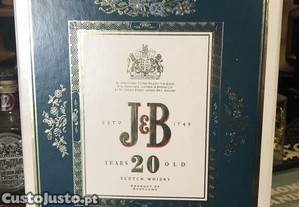 ESTD 1749
J&B
YEARS 20 OLD
SCOTCH WHISKY
PRODUCT OF
SCOTLAND
CustoJusto.pt